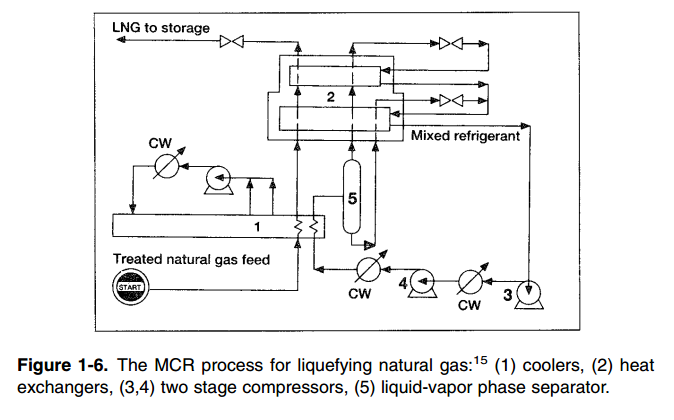 LNG to storage
2
Mixed refrigerant
CW
5
1
Treated natural gas feed
START
CW
4
CW
3
Figure 1-6. The MCR process for liquefying natural gas:15 (1) coolers, (2) heat
exchangers, (3,4) two stage compressors, (5) liquid-vapor phase separator.